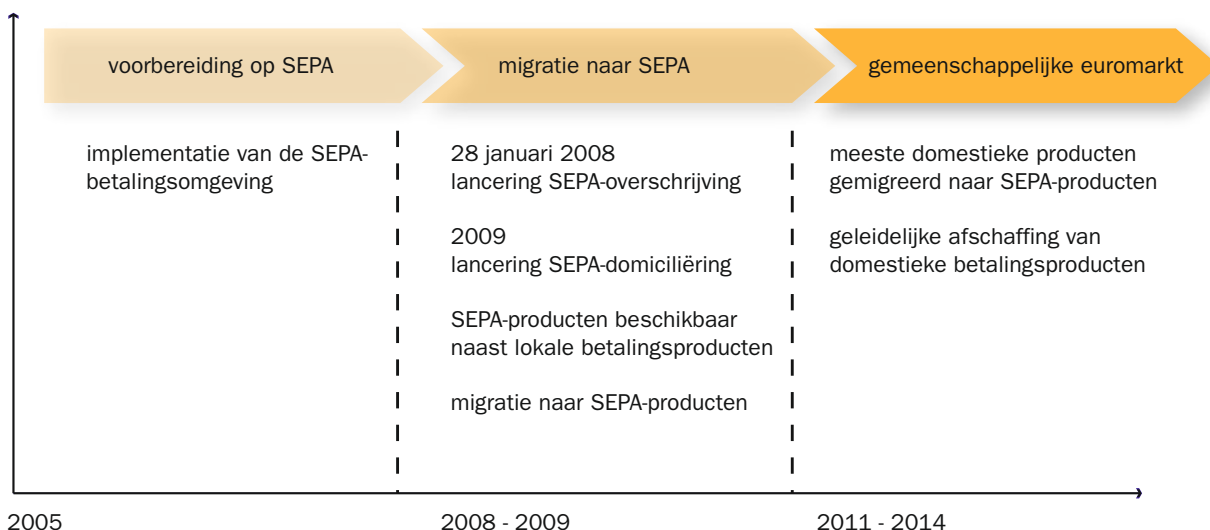 voorbereiding op SEPA
migratie naar SEPA
gemeenschappelijke euromarkt
implementatie van de SEPA-
betalingsomgeving
28 januari 2008
lancering SEPA-overschrijving
2009
lancering SEPA-domiciliëring
SEPA-producten beschikbaar
naast lokale betalingsproducten
migratie naar SEPA-producten
meeste domestieke producten
gemigreerd naar SEPA-producten
geleidelijke afschaffing van
domestieke betalingsproducten
2005
2008 - 2009
2011 - 2014